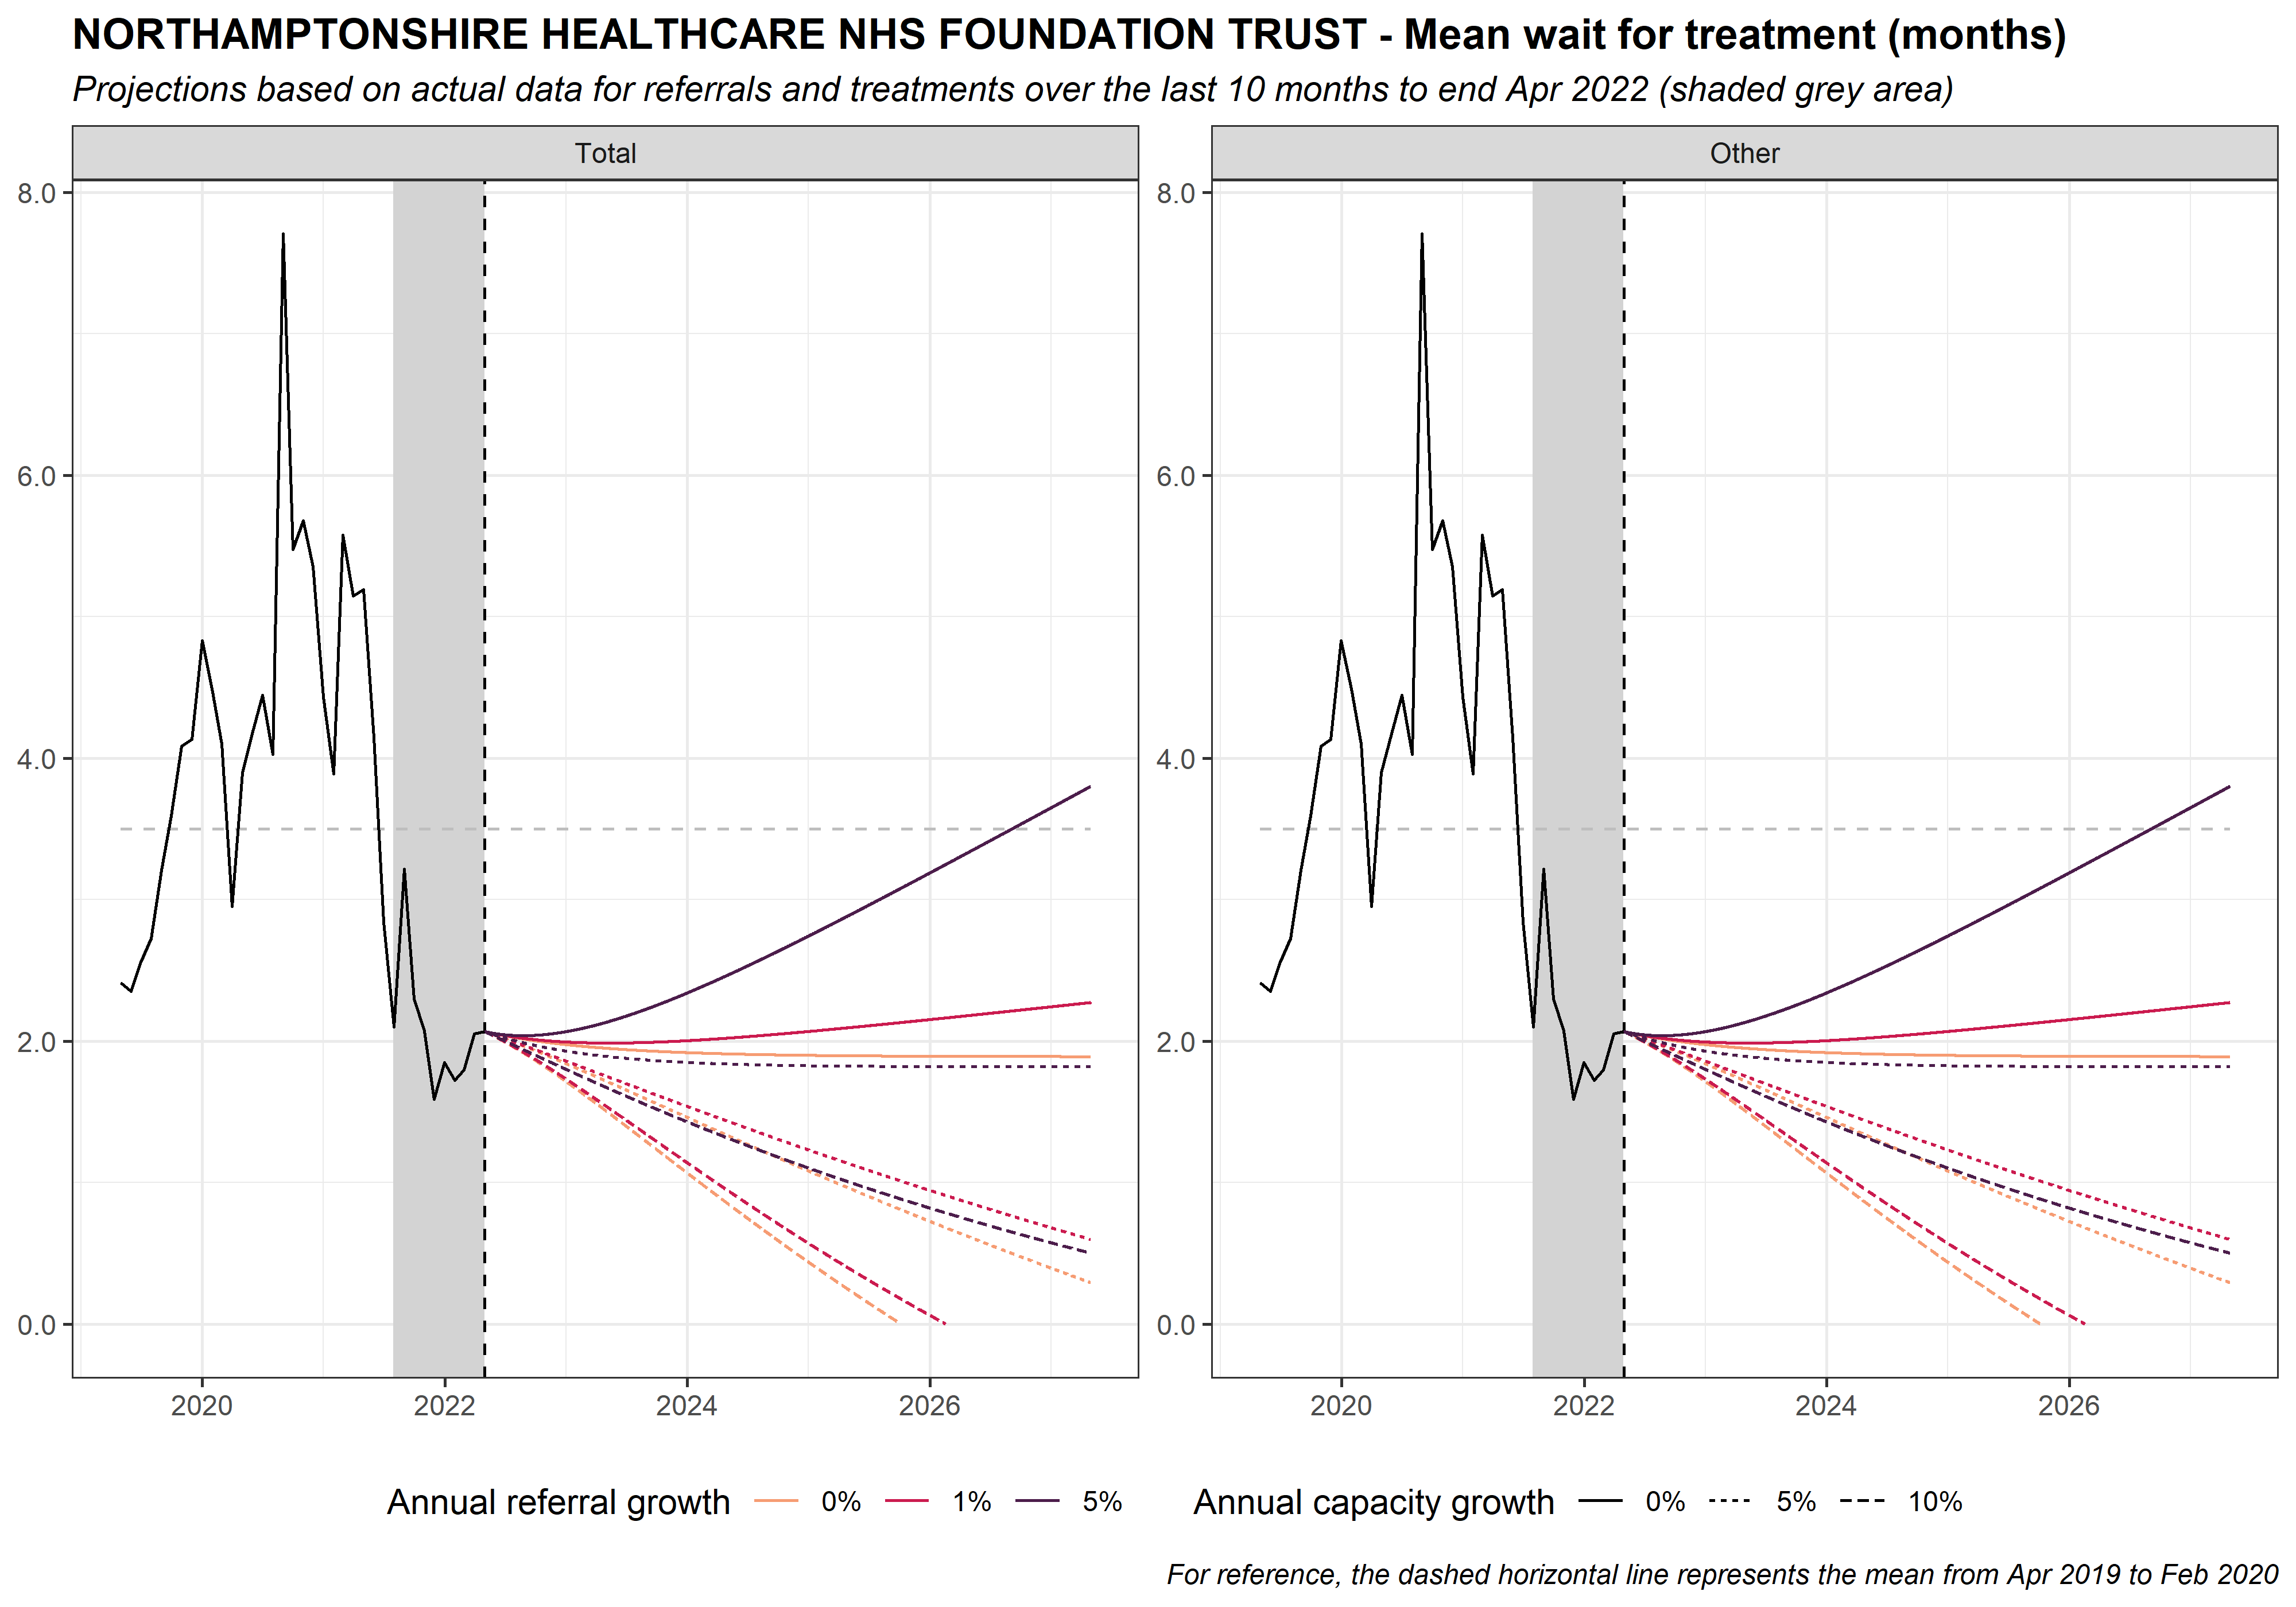 NORTHAMPTONSHIRE HEALTHCARE NHS FOUNDATION TRUST - Mean wait for treatment (months)
Projections based on actual data for referrals and treatments over the last 10 months to end Apr 2022 (shaded grey area)
Total
Other
8.0
6.0
4.0
2.0
0.0
8.0
6.0
4.0
2.0
0.0
2020 2022 2024 2026
2020 2022 2024 2026
Annual referral growth 0% 1% 5%
Annual capacity growth 0% 5% 10%
For reference, the dashed horizontal line represents the mean from Apr 2019 to Feb 2020